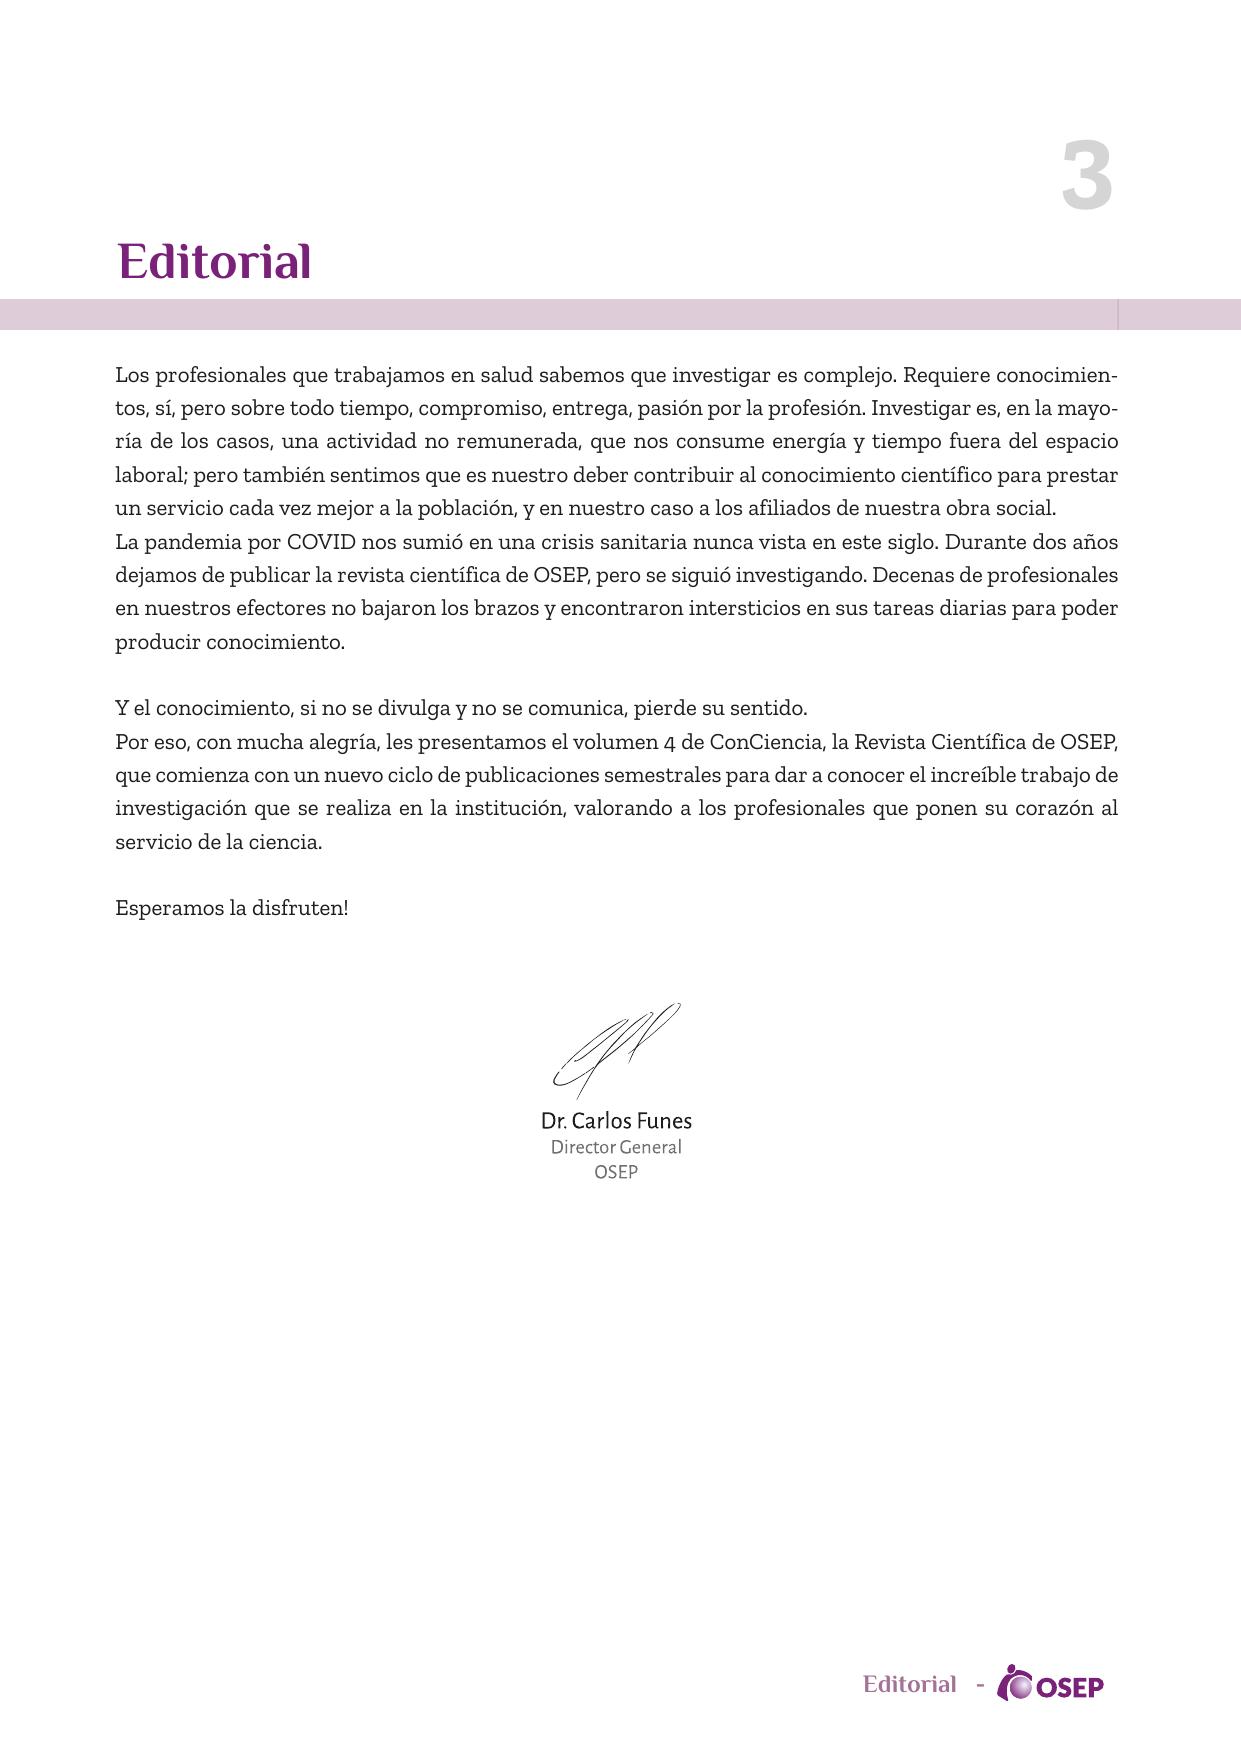 3
Editorial
Los profesionales que trabajamos en salud sabemos que investigar es complejo. Requiere conocimien-
tos, sí, pero sobre todo tiempo, compromiso, entrega, pasión por la profesión. Investigar es, en la mayo-
ría de los casos, una actividad no remunerada, que nos consume energía y tiempo fuera del espacio
laboral; pero también sentimos que es nuestro deber contribuir al conocimiento científico para prestar
un servicio cada vez mejor a la población, y en nuestro caso a los afiliados de nuestra obra social.
La pandemia por COVID nos sumió en una crisis sanitaria nunca vista en este siglo. Durante dos años
dejamos de publicar la revista científica de OSEP, pero se siguió investigando. Decenas de profesionales
en nuestros efectores no bajaron los brazos y encontraron intersticios en sus tareas diarias para poder
producir conocimiento.
Y el conocimiento, si no se divulga y no se comunica, pierde su sentido.
Por eso, con mucha alegría, les presentamos el volumen 4 de ConCiencia, la Revista Científica de OSEP,
que comienza con un nuevo ciclo de publicaciones semestrales para dar a conocer el increíble trabajo de
investigación que se realiza en la institución, valorando a los profesionales que ponen su corazón al
servicio de la ciencia.
Esperamos la disfruten!
Dr. Carlos Funes
Director General
OSEP
Editorial - OSEP